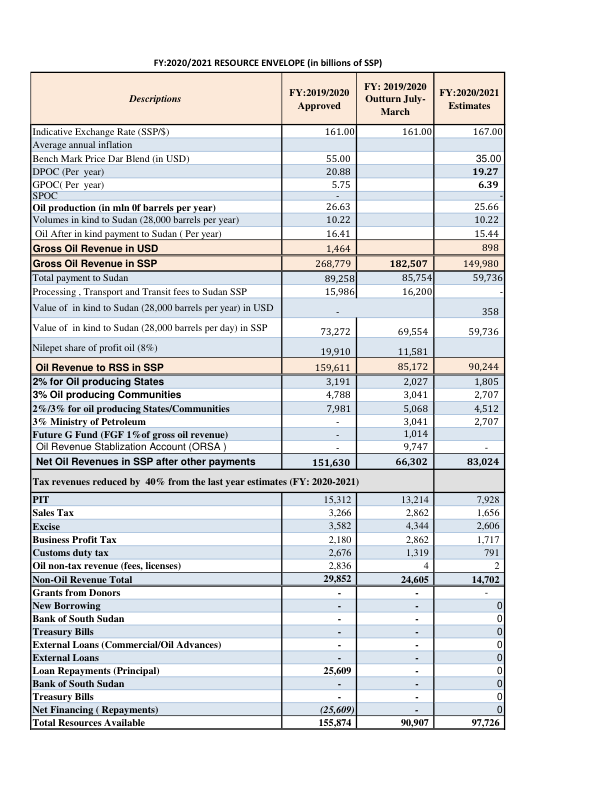 FY:2020/2021 RESOURCE ENVELOPE (in billions of SSP)
Descriptions FY:2019/2020 Approved FY: 2019/2020 Outturn July-March FY:2020/2021 Estimates
Indicative Exchange Rate (SSP/$) 161.00 161.00 167.00
Average annual inflation
Bench Mark Price Dar Blend (in USD) 55.00 35.00
DPOC (Per year) 20.88 19.27
GPOC( Per year) 5.75 6.39
SPOC - -
Oil production (in mln 0f barrels per year) 26.63 25.66
Volumes in kind to Sudan (28,000 barrels per year) 10.22 10.22
Oil After in kind payment to Sudan ( Per year) 16.41 15.44
Gross Oil Revenue in USD 1,464 898
Gross Oil Revenue in SSP 268,779 182,507 149,980
Total payment to Sudan 89,258 85,754 59,736
Processing , Transport and Transit fees to Sudan SSP 15,986 16,200 -
Value of in kind to Sudan (28,000 barrels per year) in USD - 358
Value of in kind to Sudan (28,000 barrels per day) in SSP 73,272 69,554 59,736
Nilepet share of profit oil (8%) 19,910 11,581
Oil Revenue to RSS in SSP 159,611 85,172 90,244
2% for Oil producing States 3,191 2,027 1,805
3% Oil producing Communities 4,788 3,041 2,707
2%/3% for oil producing States/Communities 7,981 5,068 4,512
3% Ministry of Petroleum - 3,041 2,707
Future G Fund (FGF 1%of gross oil revenue) - 1,014
Oil Revenue Stablization Account (ORSA ) - 9,747 -
Net Oil Revenues in SSP after other payments 151,630 66,302 83,024
Tax revenues reduced by 40% from the last year estimates (FY: 2020-2021)
PIT 15,312 13,214 7,928
Sales Tax 3,266 2,862 1,656
Excise 3,582 4,344 2,606
Business Profit Tax 2,180 2,862 1,717
Customs duty tax 2,676 1,319 791
Oil non-tax revenue (fees, licenses) 2,836 4 2
Non-Oil Revenue Total 29,852 24,605 14,702
Grants from Donors - - -
New Borrowing - - 0
Bank of South Sudan - - 0
Treasury Bills - - 0
External Loans (Commercial/Oil Advances) - - 0
External Loans - - 0
Loan Repayments (Principal) 25,609 - 0
Bank of South Sudan - - 0
Treasury Bills - - 0
Net Financing ( Repayments) (25,609) - 0
Total Resources Available 155,874 90,907 97,726